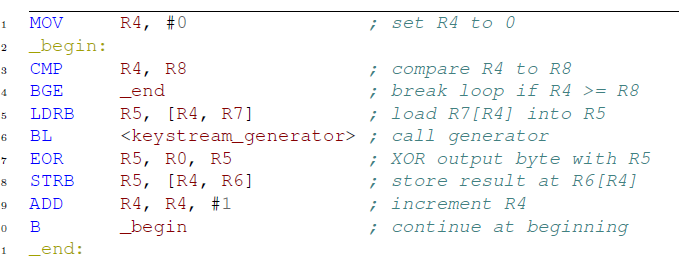 1 MOV R4, #0 ; set R4 to 0
2 _begin:
3 CMP R4, R8 ; compare R4 to R8
4 BGE _end ; break loop if R4 >= R8
5 LDRB R5, [R4, R7] ; load R7[R4] into R5
6 BL <keystream_generator> ; call generator
7 EOR R5, R0, R5 ; XOR output byte with R5
8 STRB R5, [R4, R6] ; store result at R6[R4]
9 ADD R4, R4, #1 ; increment R4
0 B _begin ; continue at beginning
1 _end: